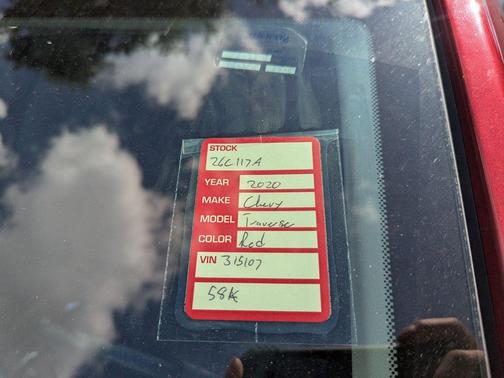 STOCK
26C117A
YEAR 2020
MAKE Chevy
MODEL Traverse
COLOR Red
VIN 315107
58K